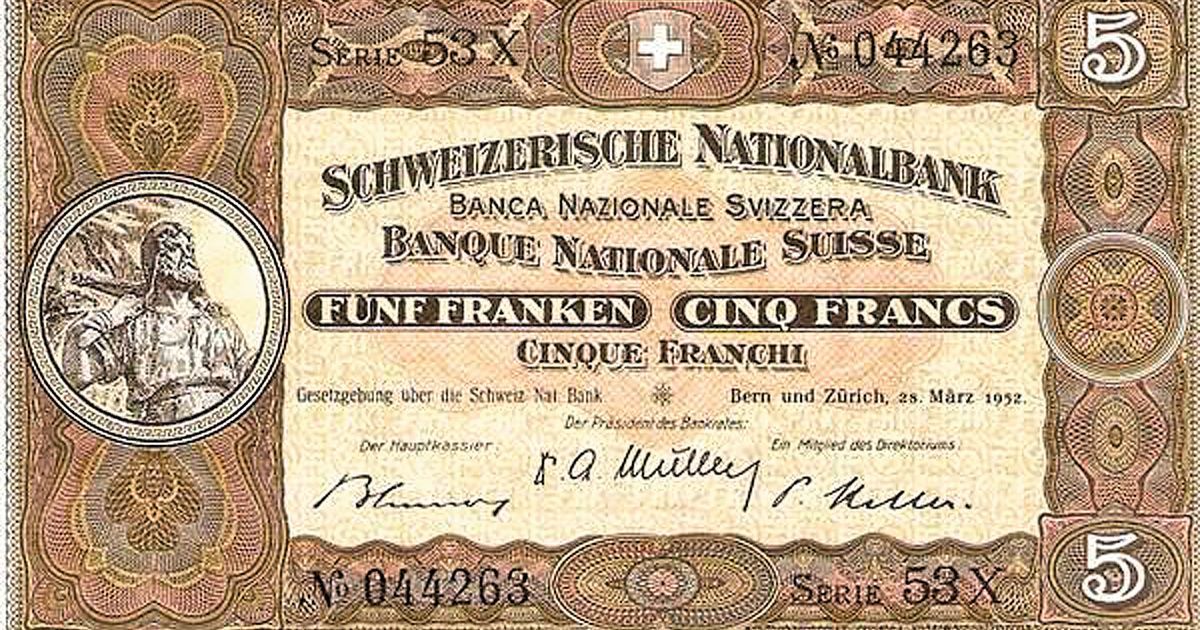 SERIE 53 X
№ 044263
5
SCHWEIZERISCHE NATIONALBANK
BANCA NAZIONALE SVIZZERA
BANQUE NATIONALE SUISSE
FÜNF FRANKEN CINQ FRANCS
CINQUE FRANCHI
Gesetzgebung über die Schweiz Nat Bank
Bern und Zürich, 28. März 1952.
Der Präsident des Bankrates:
Der Hauptkassier:
Ein Mitglied des Direktoriums:
Müller
№ 044263
SERIE 53 X
5